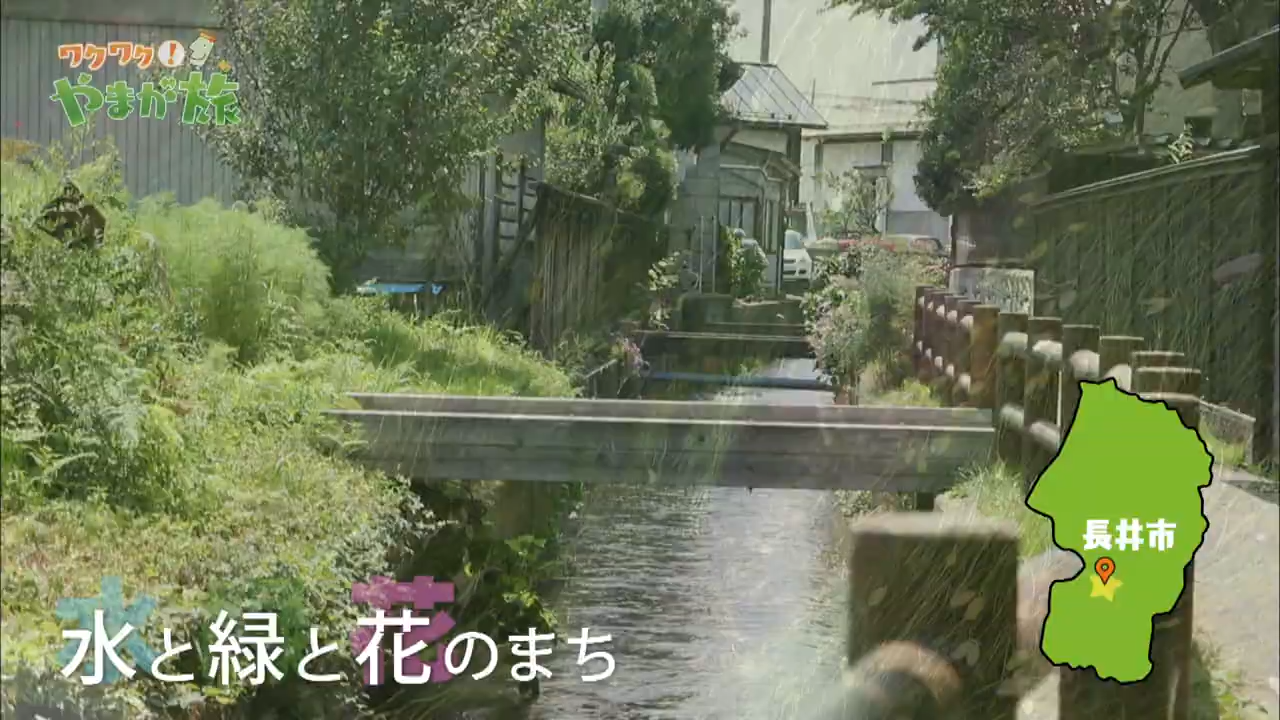 ワクワク!
やまが旅
長井市
水と緑と花のまち